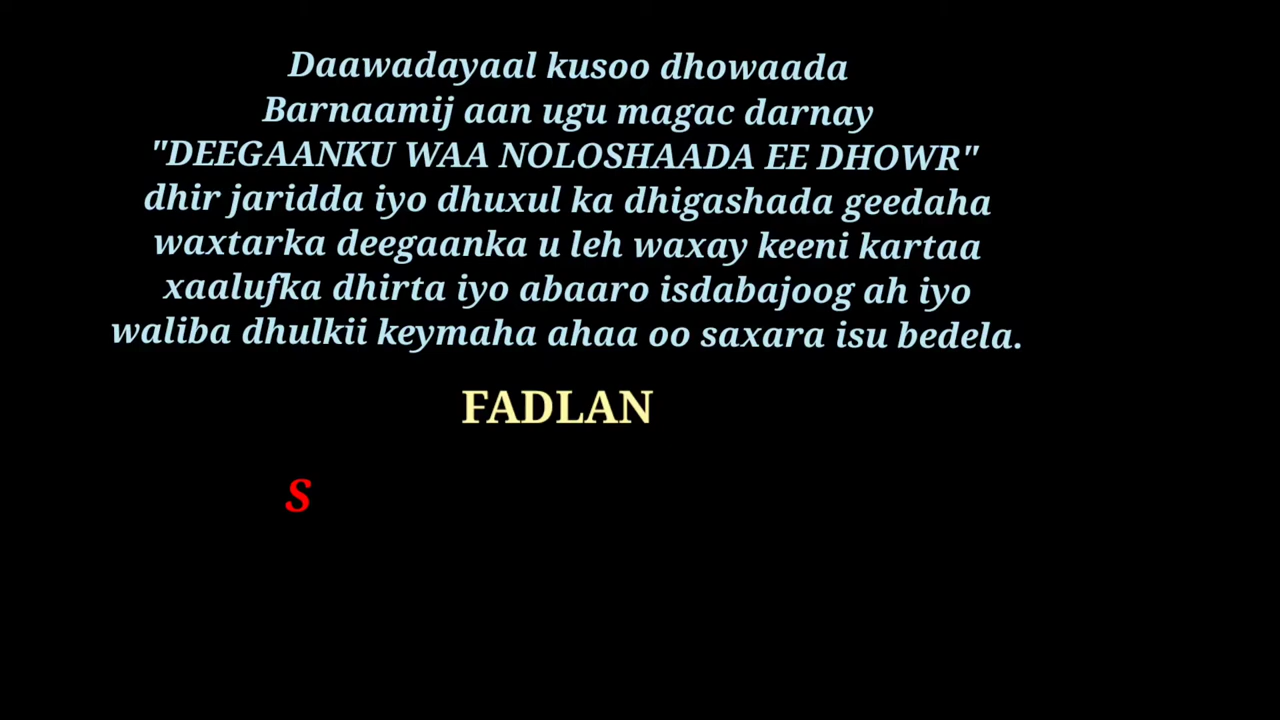 Daawadayaal kusoo dhowaada
Barnaamij aan ugu magac darnay
"DEEGAANKU WAA NOLOSHAADA EE DHOWR"
dhir jaridda iyo dhuxul ka dhigashada geedaha
waxtarka deegaanka u leh waxay keeni kartaa
xaalufka dhirta iyo abaaro isdabajoog ah iyo
waliba dhulkii keymaha ahaa oo saxara isu bedela.
FADLAN
S